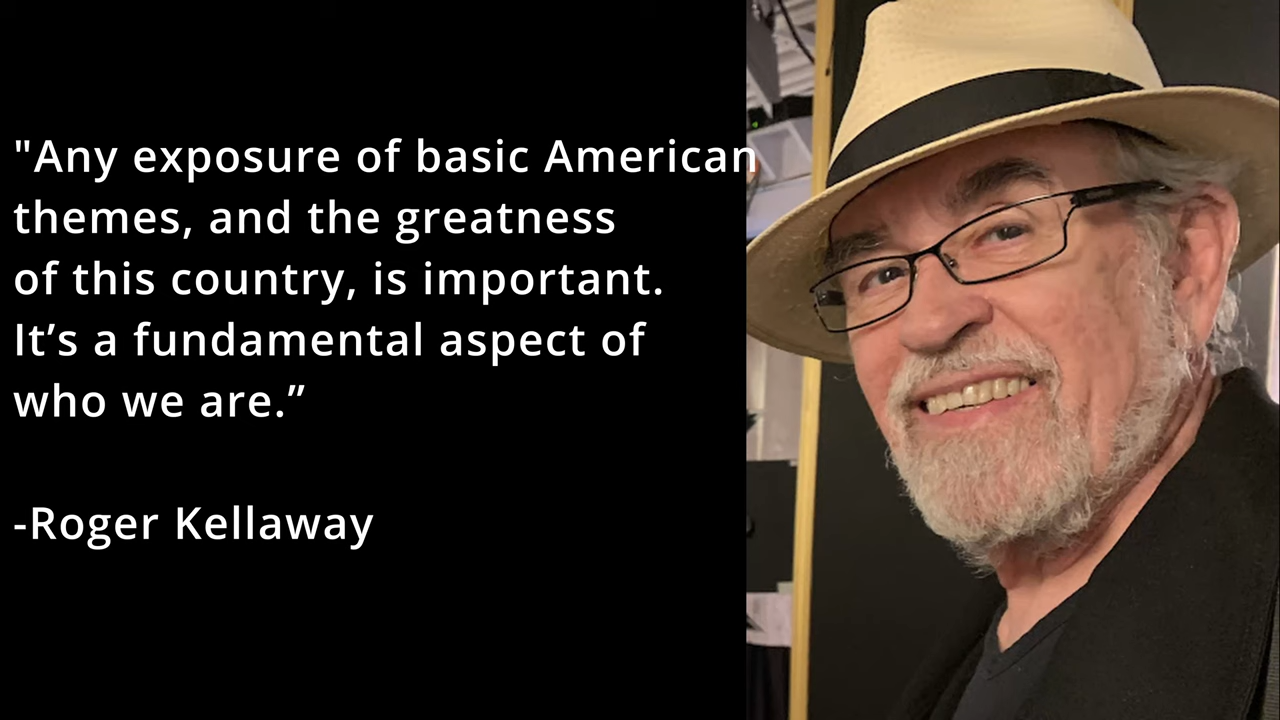 "Any exposure of basic American
themes, and the greatness
of this country, is important.
It’s a fundamental aspect of
who we are.”
-Roger Kellaway